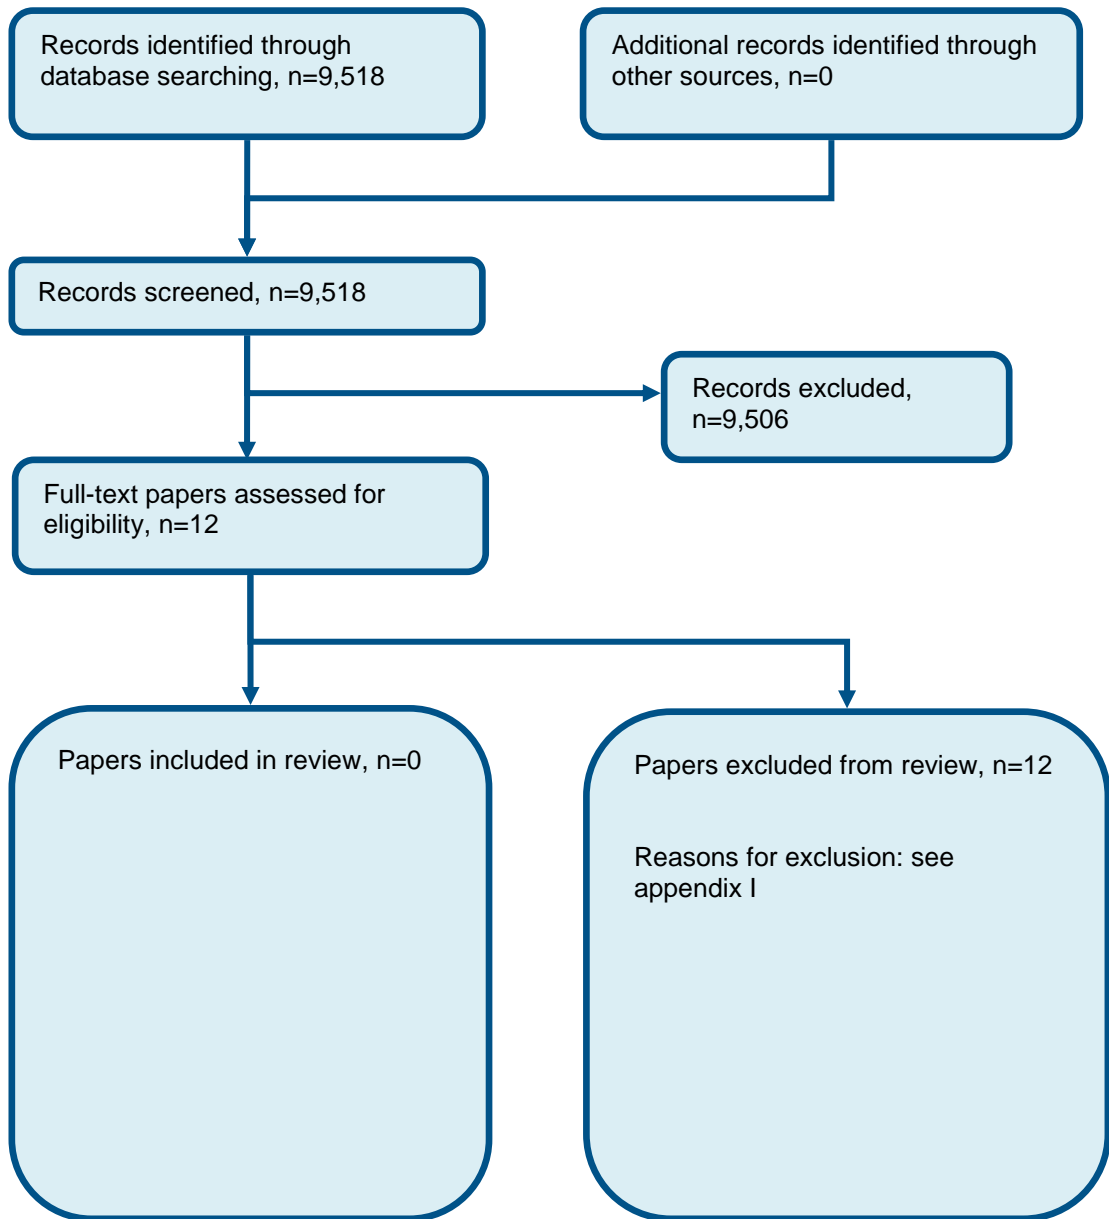 Records identified through
database searching, n=9,518
Additional records identified through
other sources, n=0
Records screened, n=9,518
Records excluded,
n=9,506
Full-text papers assessed for
eligibility, n=12
Papers included in review, n=0
Papers excluded from review, n=12
Reasons for exclusion: see
appendix I